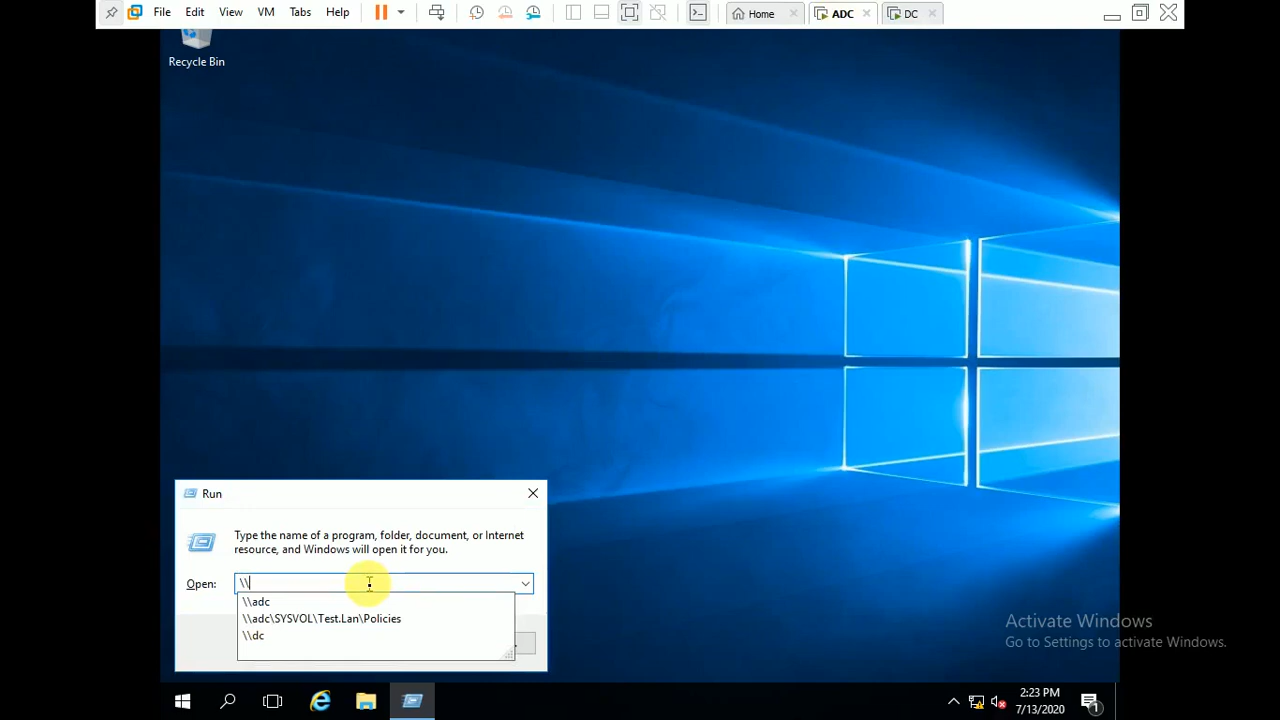 File Edit View VM Tabs Help Home ADC DC
Recycle Bin
Run
Type the name of a program, folder, document, or Internet
resource, and Windows will open it for you.
Open: \\
\\adc
\\adc\SYSVOL\Test.Lan\Policies
\\dc
Activate Windows
Go to Settings to activate Windows.
2:23 PM
7/13/2020
1